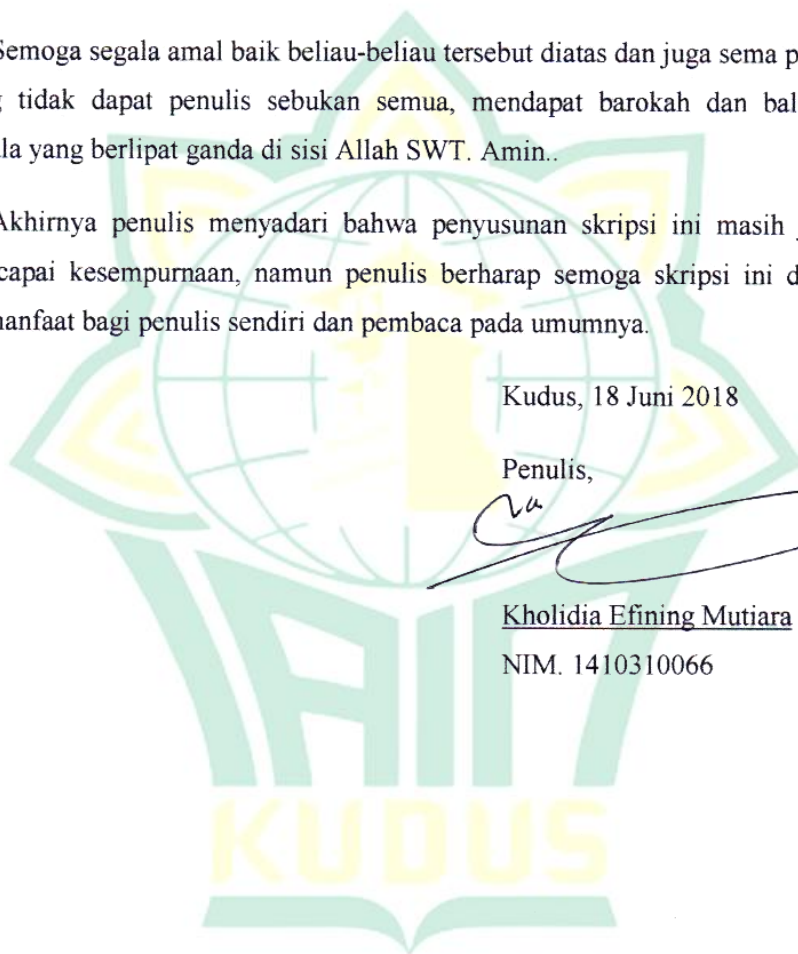 Semoga segala amal baik beliau-beliau tersebut diatas dan juga sema p
tidak dapat penulis sebukan semua, mendapat barokah dan bal
la yang berlipat ganda di sisi Allah SWT. Amin..
Akhirnya penulis menyadari bahwa penyusunan skripsi ini masih
capai kesempurnaan, namun penulis berharap semoga skripsi ini d
manfaat bagi penulis sendiri dan pembaca pada umumnya.
Kudus, 18 Juni 2018
Penulis,
Kholidia Efining Mutiara
NIM. 1410310066
IAIN
KUDUS